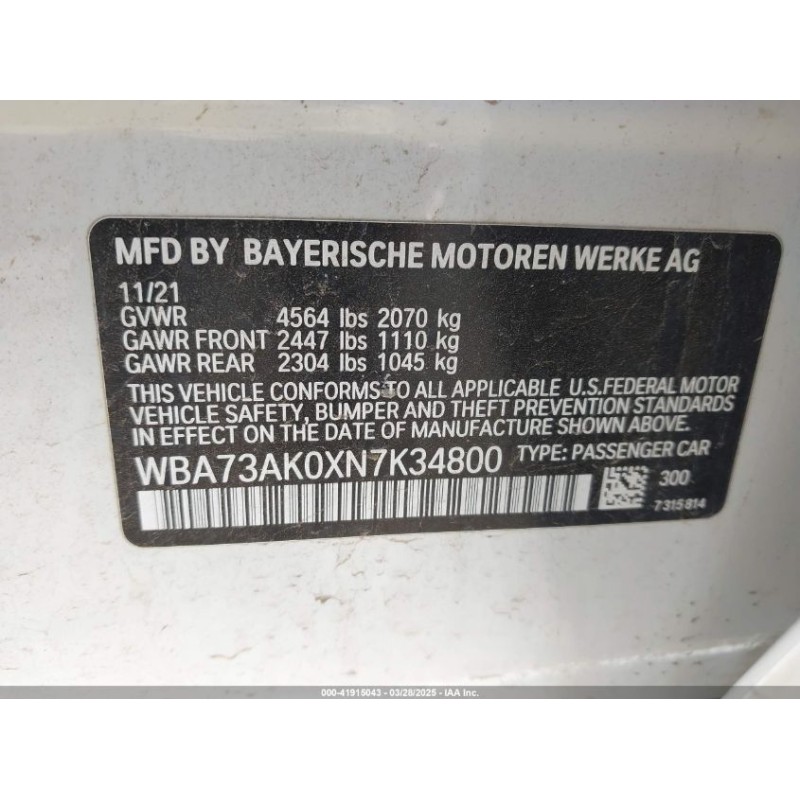 MFD BY BAYERISCHE MOTOREN WERKE AG
11/21
GVWR 4564 lbs 2070 kg
GAWR FRONT 2447 lbs 1110 kg
GAWR REAR 2304 lbs 1045 kg
THIS VEHICLE CONFORMS TO ALL APPLICABLE U.S.FEDERAL MOTOR
VEHICLE SAFETY, BUMPER AND THEFT PREVENTION STANDARDS
IN EFFECT ON THE DATE OF MANUFACTURE SHOWN ABOVE.
WBA73AK0XN7K34800 TYPE: PASSENGER CAR
300
7315814
000-41915043 - 03/28/2025 - IAA Inc.